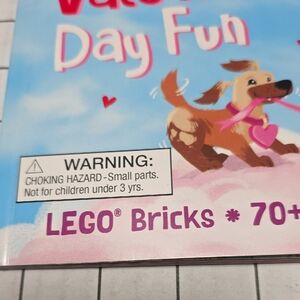 Day Fun
WARNING:
CHOKING HAZARD - Small parts.
Not for children under 3 yrs.
LEGO® Bricks * 70+